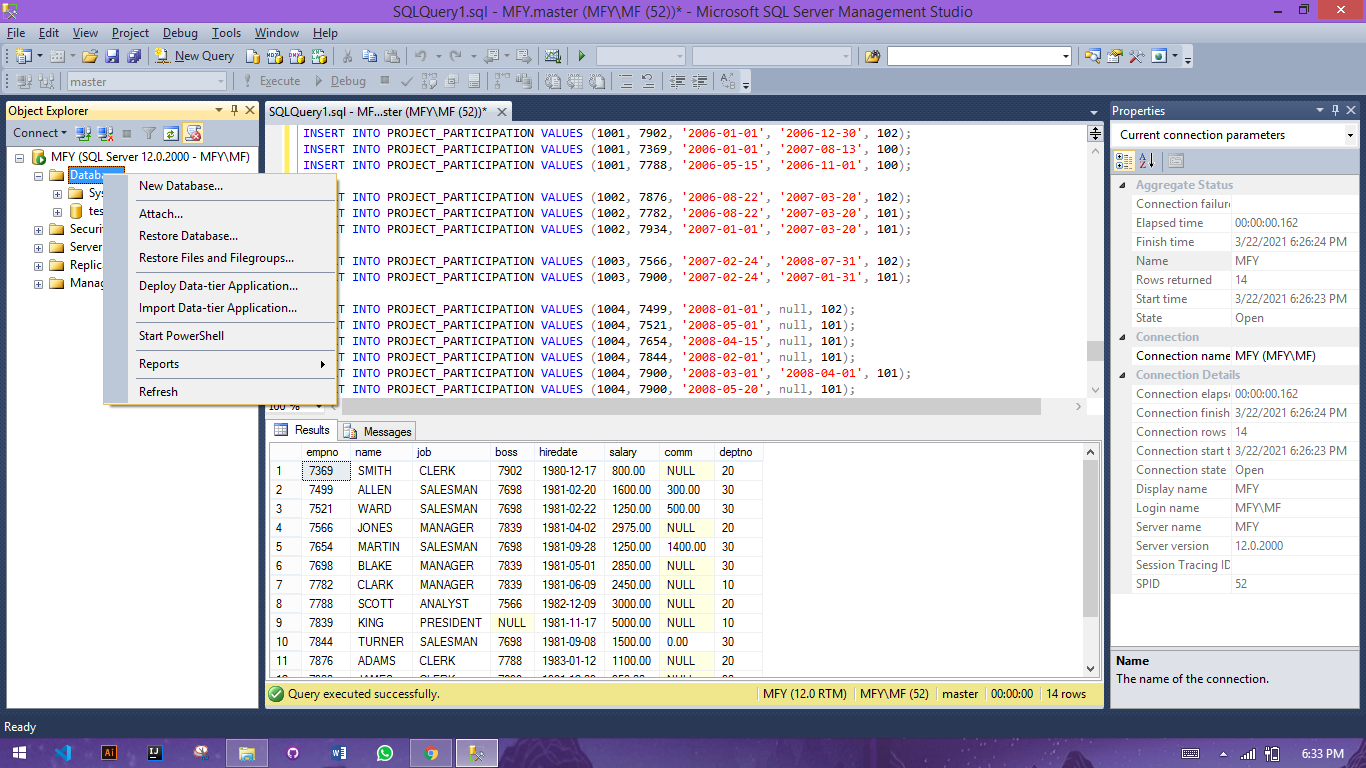 SQLQuery1.sql - MFY.master (MFY\MF (52))* - Microsoft SQL Server Management Studio
File Edit View Project Debug Tools Window Help
New Query
master Execute Debug
Object Explorer
Connect
MFY (SQL Server 12.0.2000 - MFY\MF)
Databa
Sys
tes
Securi
Server
Replica
Manag
New Database...
Attach...
Restore Database...
Restore Files and Filegroups...
Deploy Data-tier Application...
Import Data-tier Application...
Start PowerShell
Reports
Refresh
SQLQuery1.sql - MF...ster (MFY\MF (52))*
INSERT INTO PROJECT_PARTICIPATION VALUES (1001, 7902, '2006-01-01', '2006-12-30', 102);
INSERT INTO PROJECT_PARTICIPATION VALUES (1001, 7369, '2006-01-01', '2007-08-13', 100);
INSERT INTO PROJECT_PARTICIPATION VALUES (1001, 7788, '2006-05-15', '2006-11-01', 100);
T INTO PROJECT_PARTICIPATION VALUES (1002, 7876, '2006-08-22', '2007-03-20', 102);
T INTO PROJECT_PARTICIPATION VALUES (1002, 7782, '2006-08-22', '2007-03-20', 101);
T INTO PROJECT_PARTICIPATION VALUES (1002, 7934, '2007-01-01', '2007-03-20', 101);
T INTO PROJECT_PARTICIPATION VALUES (1003, 7566, '2007-02-24', '2008-07-31', 102);
T INTO PROJECT_PARTICIPATION VALUES (1003, 7900, '2007-02-24', '2007-01-31', 101);
T INTO PROJECT_PARTICIPATION VALUES (1004, 7499, '2008-01-01', null, 102);
T INTO PROJECT_PARTICIPATION VALUES (1004, 7521, '2008-05-01', null, 101);
T INTO PROJECT_PARTICIPATION VALUES (1004, 7654, '2008-04-15', null, 101);
T INTO PROJECT_PARTICIPATION VALUES (1004, 7844, '2008-02-01', null, 101);
T INTO PROJECT_PARTICIPATION VALUES (1004, 7900, '2008-03-01', '2008-04-01', 101);
T INTO PROJECT_PARTICIPATION VALUES (1004, 7900, '2008-05-20', null, 101);
100 %
Results Messages
empno name job boss hiredate salary comm deptno
1 7369 SMITH CLERK 7902 1980-12-17 800.00 NULL 20
2 7499 ALLEN SALESMAN 7698 1981-02-20 1600.00 300.00 30
3 7521 WARD SALESMAN 7698 1981-02-22 1250.00 500.00 30
4 7566 JONES MANAGER 7839 1981-04-02 2975.00 NULL 20
5 7654 MARTIN SALESMAN 7698 1981-09-28 1250.00 1400.00 30
6 7698 BLAKE MANAGER 7839 1981-05-01 2850.00 NULL 30
7 7782 CLARK MANAGER 7839 1981-06-09 2450.00 NULL 10
8 7788 SCOTT ANALYST 7566 1982-12-09 3000.00 NULL 20
9 7839 KING PRESIDENT NULL 1981-11-17 5000.00 NULL 10
10 7844 TURNER SALESMAN 7698 1981-09-08 1500.00 0.00 30
11 7876 ADAMS CLERK 7788 1983-01-12 1100.00 NULL 20
Query executed successfully. MFY (12.0 RTM) MFY\MF (52) master 00:00:00 14 rows
Properties
Current connection parameters
Aggregate Status
Connection failure
Elapsed time 00:00:00.162
Finish time 3/22/2021 6:26:24 PM
Name MFY
Rows returned 14
Start time 3/22/2021 6:26:23 PM
State Open
Connection
Connection name MFY (MFY\MF)
Connection Details
Connection elapse 00:00:00.162
Connection finish 3/22/2021 6:26:24 PM
Connection rows 14
Connection start t 3/22/2021 6:26:23 PM
Connection state Open
Display name MFY
Login name MFY\MF
Server name MFY
Server version 12.0.2000
Session Tracing ID
SPID 52
Name
The name of the connection.
Ready
6:33 PM